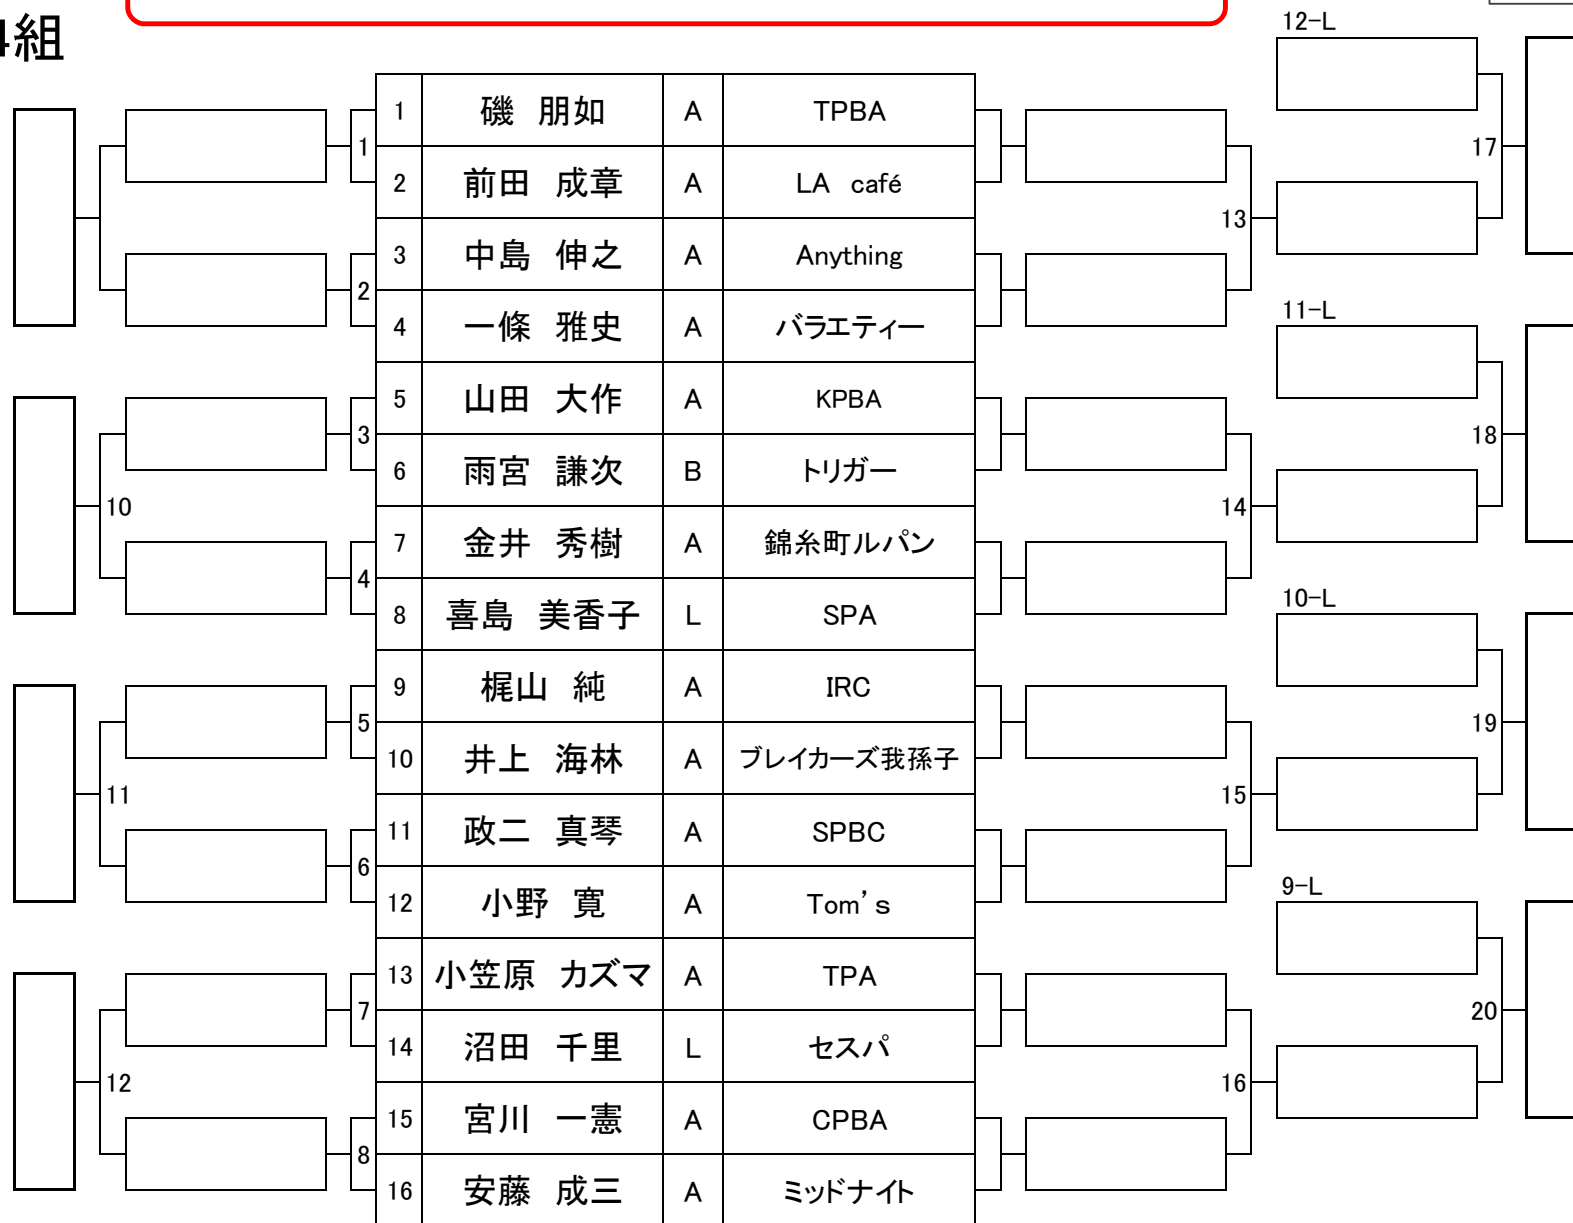 組
12-L
1 磯 朋如 A TPBA
1
17
2 前田 成章 A LA café
13
3 中島 伸之 A Anything
2
11-L
4 一條 雅史 A バラエティー
5 山田 大作 A KPBA
3
18
6 雨宮 謙次 B トリガー
10
14
7 金井 秀樹 A 錦糸町ルパン
4
10-L
8 喜島 美香子 L SPA
9 梶山 純 A IRC
5
19
10 井上 海林 A ブレイカーズ我孫子
11
15
11 政二 真琴 A SPBC
6
9-L
12 小野 寛 A Tom’s
13 小笠原 カズマ A TPA
7
20
14 沼田 千里 L セスパ
12
16
15 宮川 一憲 A CPBA
8
16 安藤 成三 A ミッドナイト